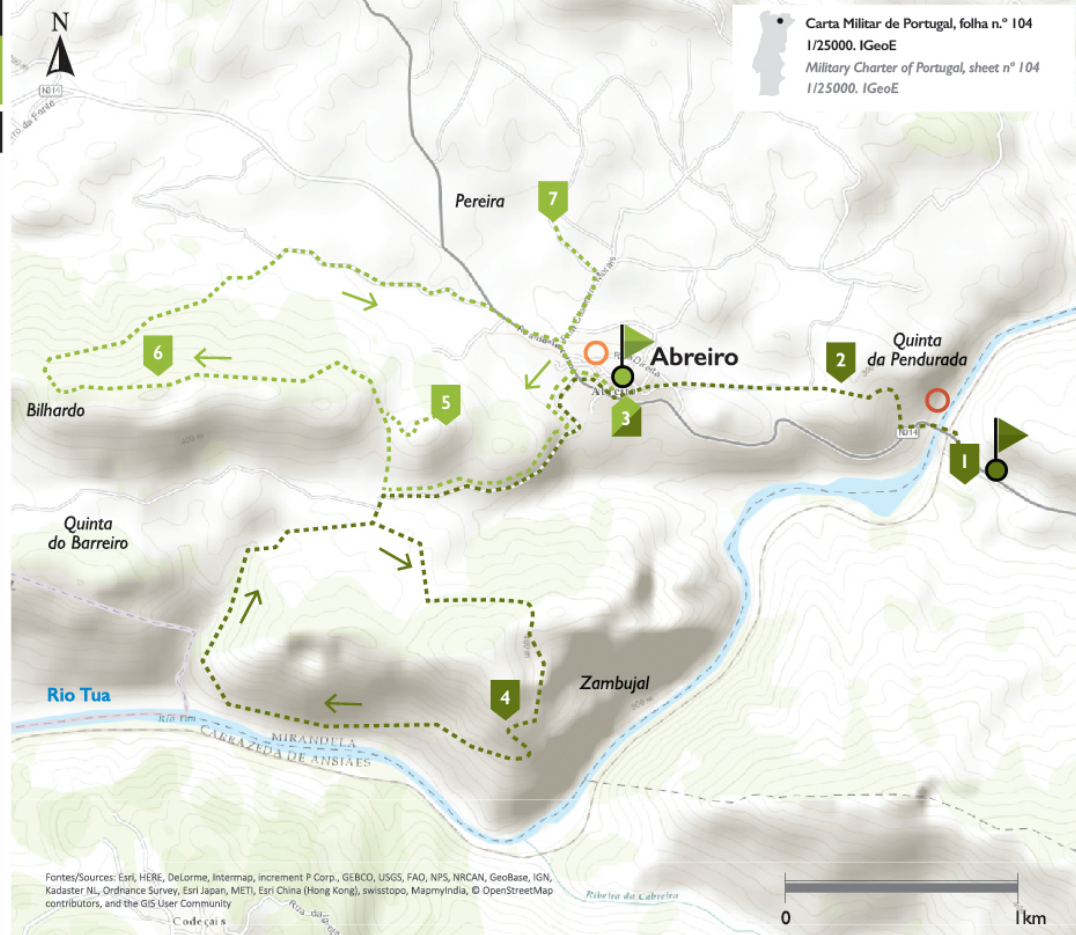 N
Carta Militar de Portugal, folha n.º 104
1/25000. IGeoE
Military Charter of Portugal, sheet nº 104
1/25000. IGeoE
N214
da Fonte
Pereira
7
Morais
Quinta
da Pendurada
2
Abreiro
6
5
3
Bilhardo
N214
1
400 m
Quinta
do Barreiro
Zambujal
4
Rio Tua
MIRANDELA
CARRAZEDA DE ANSIÃES
Fontes/Sources: Esri, HERE, DeLorme, Intermap, increment P Corp., GEBCO, USGS, FAO, NPS, NRCAN, GeoBase, IGN,
Kadaster NL, Ordnance Survey, Esri Japan, METI, Esri China (Hong Kong), swisstopo, MapmyIndia, © OpenStreetMap
contributors, and the GIS User Community
Ribeira da Cabreira
Codeçais
0
1km